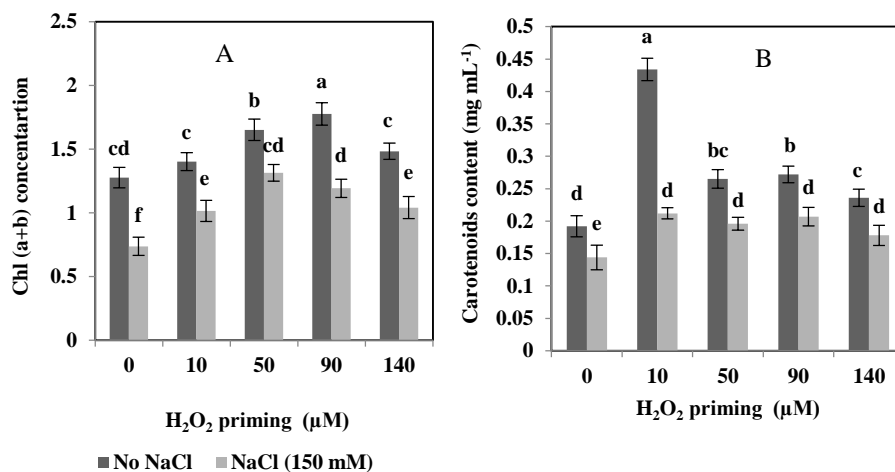 A
Chl (a+b) concentartion
2.5
2
1.5
1
0.5
0
cd
f
c
e
b
cd
a
d
c
e
0 10 50 90 140
H₂O₂ priming (µM)
■ No NaCl ■ NaCl (150 mM)
B
Carotenoids content (mg mL⁻¹)
0.5
0.45
0.4
0.35
0.3
0.25
0.2
0.15
0.1
0.05
0
d
e
a
d
bc
d
b
d
c
d
0 10 50 90 140
H₂O₂ priming (µM)